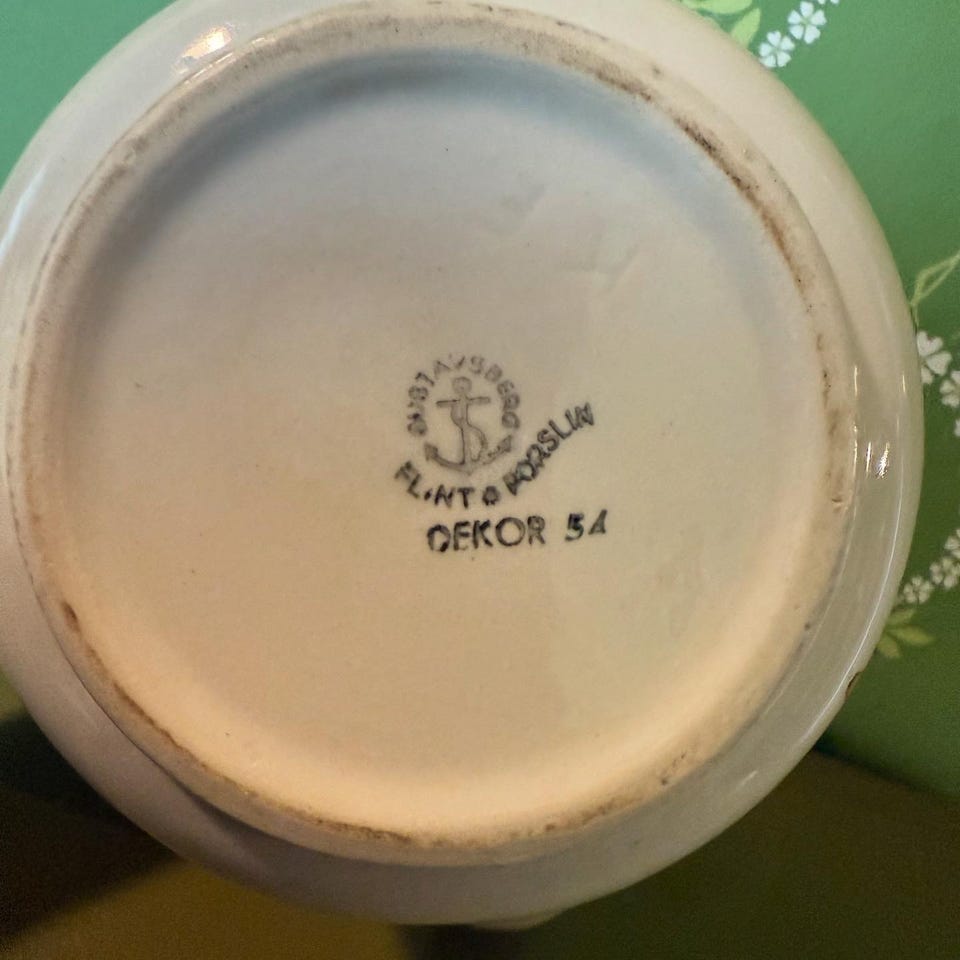 GUSTAVSBERG
FLINT PORSLIN
DEKOR 54